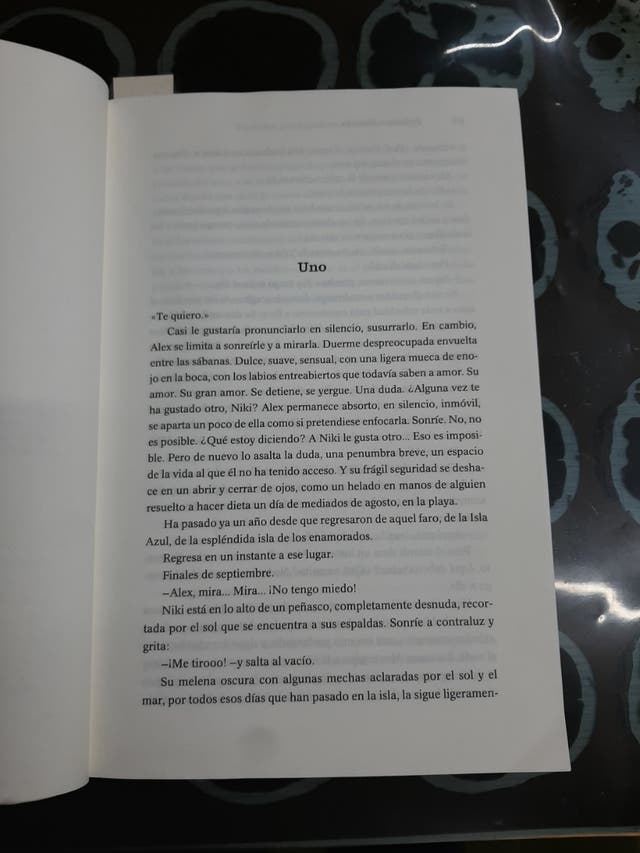 Uno
«Te quiero.»
Casi le gustaría pronunciarlo en silencio, susurrarlo. En cambio,
Alex se limita a sonreírle y a mirarla. Duerme despreocupada envuelta
entre las sábanas. Dulce, suave, sensual, con una ligera mueca de eno-
jo en la boca, con los labios entreabiertos que todavía saben a amor. Su
amor. Su gran amor. Se detiene, se yergue. Una duda. ¿Alguna vez te
ha gustado otro, Niki? Alex permanece absorto, en silencio, inmóvil,
se aparta un poco de ella como si pretendiese enfocarla. Sonríe. No, no
es posible. ¿Qué estoy diciendo? A Niki le gusta otro... Eso es imposi-
ble. Pero de nuevo lo asalta la duda, una penumbra breve, un espacio
de la vida al que él no ha tenido acceso. Y su frágil seguridad se desha-
ce en un abrir y cerrar de ojos, como un helado en manos de alguien
resuelto a hacer dieta un día de mediados de agosto, en la playa.
Ha pasado ya un año desde que regresaron de aquel faro, de la Isla
Azul, de la espléndida isla de los enamorados.
Regresa en un instante a ese lugar.
Finales de septiembre.
—Alex, mira... Mira... ¡No tengo miedo!
Niki está en lo alto de un peñasco, completamente desnuda, recor-
tada por el sol que se encuentra a sus espaldas. Sonríe a contraluz y
grita:
—¡Me tirooo! —y salta al vacío.
Su melena oscura con algunas mechas aclaradas por el sol y el
mar, por todos esos días que han pasado en la isla, la sigue ligeramen-